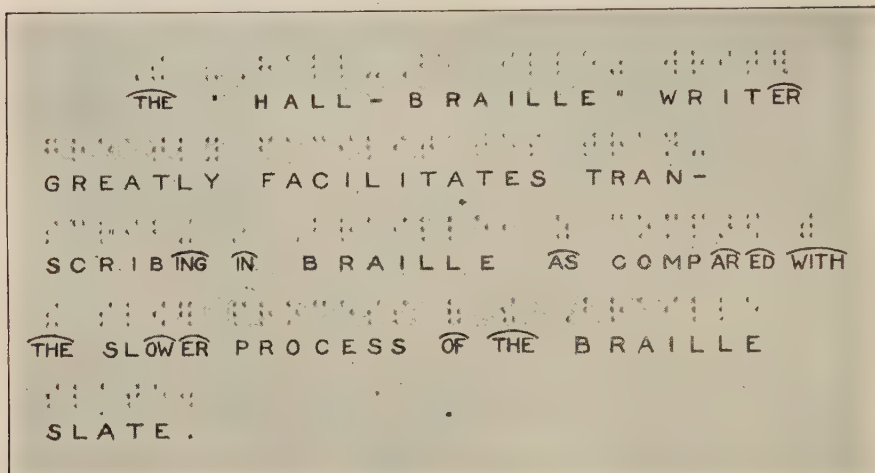 THE " HALL - BRAILLE " WRITER
GREATLY FACILITATES TRAN-
SCRIBING IN BRAILLE AS COMPARED WITH
THE SLOWER PROCESS OF THE BRAILLE
SLATE.